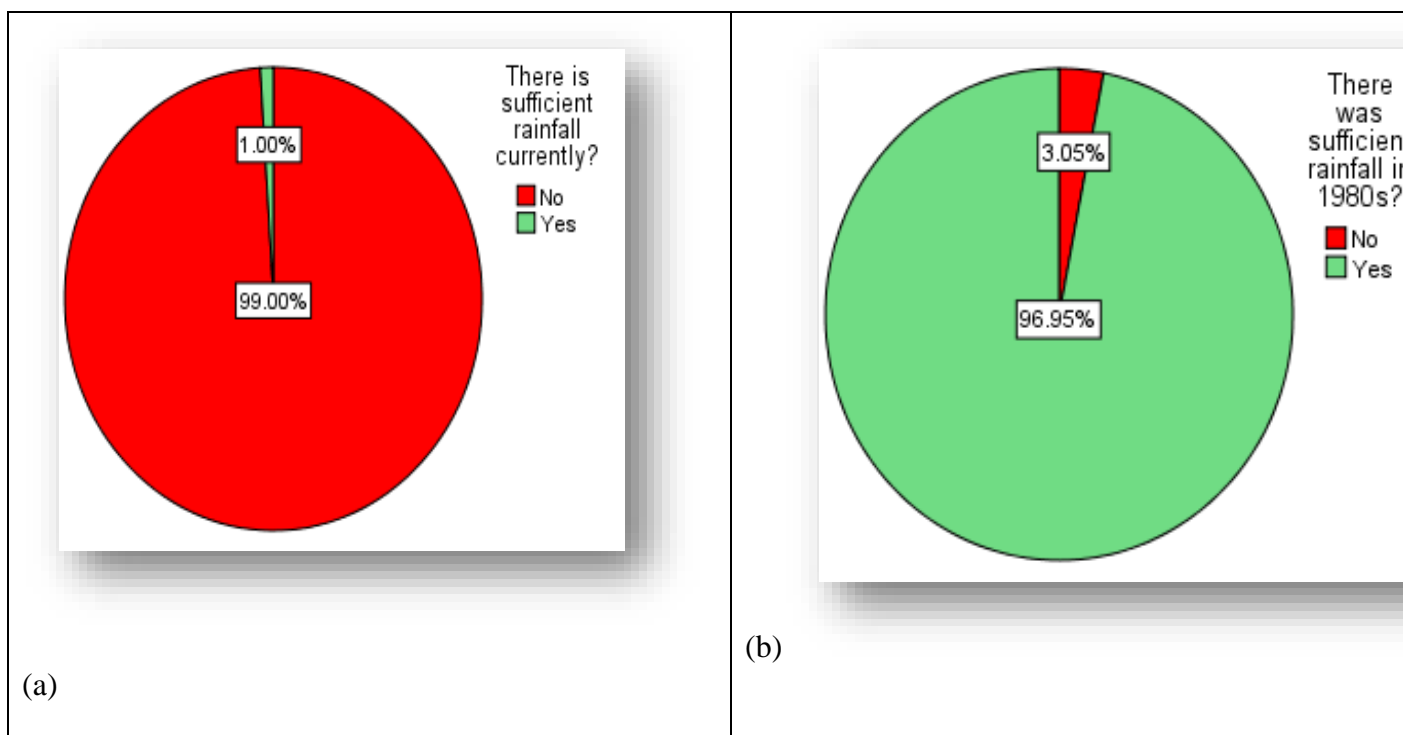 There is
sufficient
rainfall
currently?
No
Yes
1.00%
99.00%
(a)
There
was
sufficien
rainfall i
1980s?
No
Yes
3.05%
96.95%
(b)